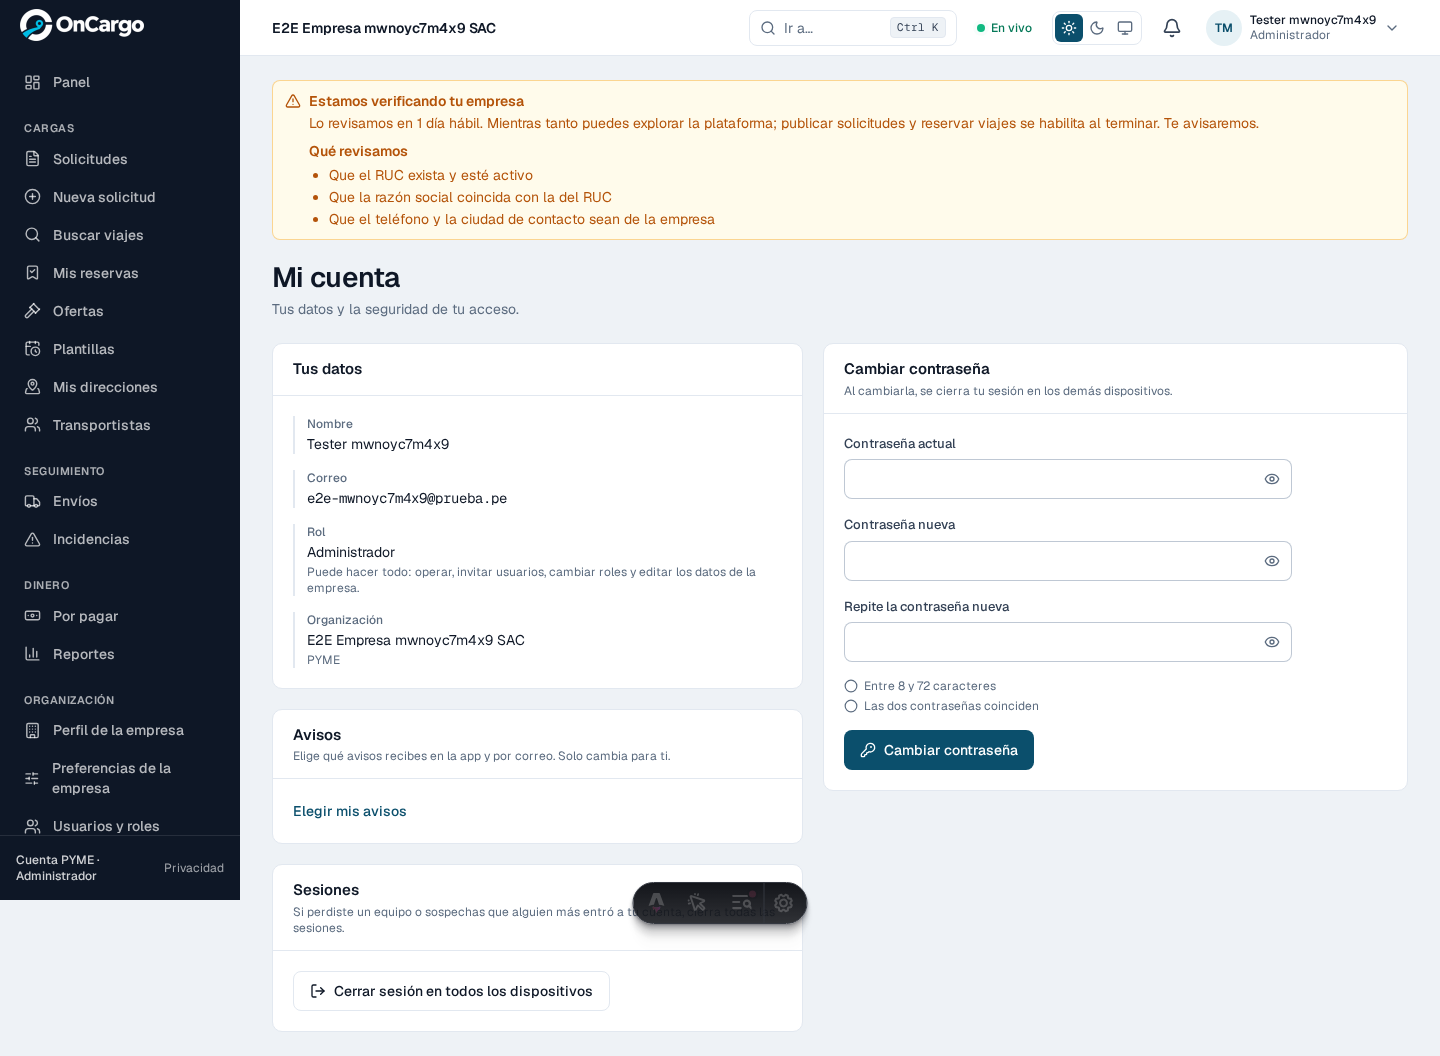 OnCargo
Panel
CARGAS
Solicitudes
Nueva solicitud
Buscar viajes
Mis reservas
Ofertas
Plantillas
Mis direcciones
Transportistas
SEGUIMIENTO
Envíos
Incidencias
DINERO
Por pagar
Reportes
ORGANIZACIÓN
Perfil de la empresa
Preferencias de la
empresa
Usuarios y roles
Cuenta PYME ·
Administrador
Privacidad
E2E Empresa mwnoyc7m4x9 SAC
Ir a...
Ctrl K
En vivo
TM
Tester mwnoyc7m4x9
Administrador
Estamos verificando tu empresa
Lo revisamos en 1 día hábil. Mientras tanto puedes explorar la plataforma; publicar solicitudes y reservar viajes se habilita al terminar. Te avisaremos.
Qué revisamos
• Que el RUC exista y esté activo
• Que la razón social coincida con la del RUC
• Que el teléfono y la ciudad de contacto sean de la empresa
Mi cuenta
Tus datos y la seguridad de tu acceso.
Tus datos
Nombre
Tester mwnoyc7m4x9
Correo
e2e-mwnoyc7m4x9@prueba.pe
Rol
Administrador
Puede hacer todo: operar, invitar usuarios, cambiar roles y editar los datos de la
empresa.
Organización
E2E Empresa mwnoyc7m4x9 SAC
PYME
Avisos
Elige qué avisos recibes en la app y por correo. Solo cambia para ti.
Elegir mis avisos
Sesiones
Si perdiste un equipo o sospechas que alguien más entró a tu cuenta, cierra todas las
sesiones.
Cerrar sesión en todos los dispositivos
Cambiar contraseña
Al cambiarla, se cierra tu sesión en los demás dispositivos.
Contraseña actual
Contraseña nueva
Repite la contraseña nueva
Entre 8 y 72 caracteres
Las dos contraseñas coinciden
Cambiar contraseña